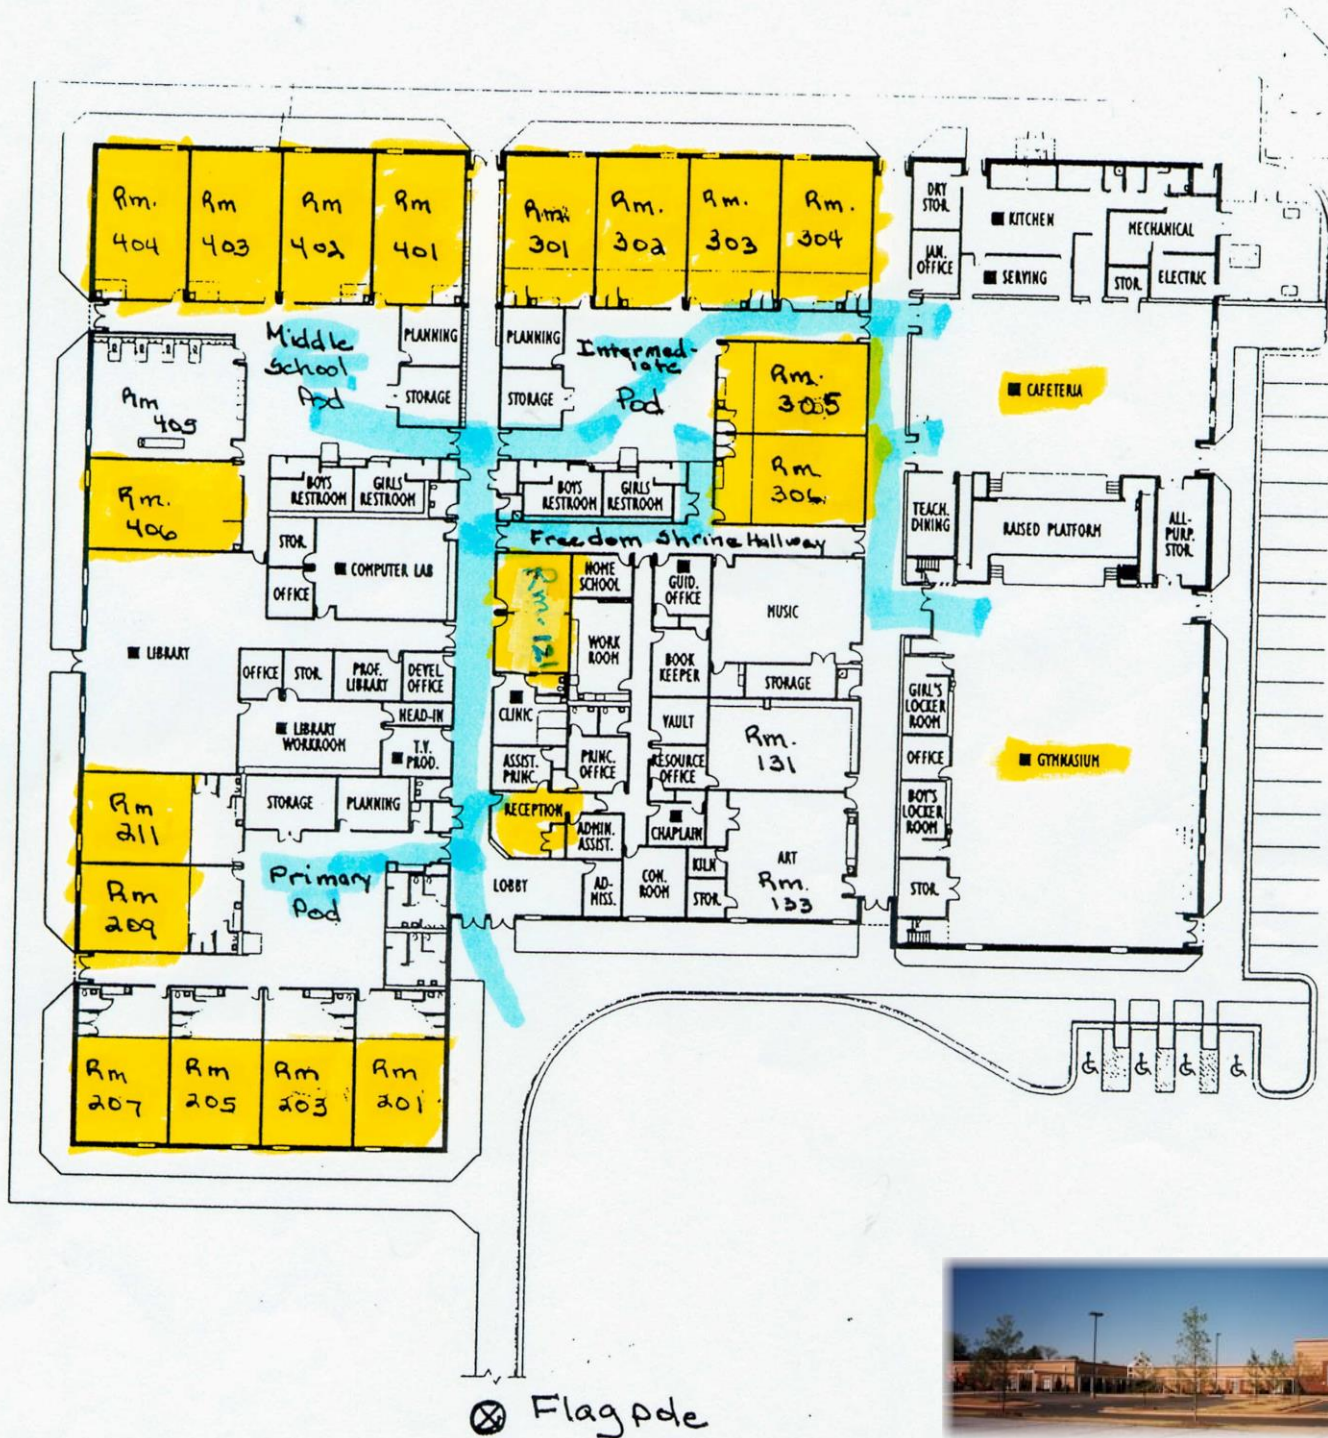 Rm.
404
Rm
403
Rm
402
Rm
401
Rm.
301
Rm.
302
Rm.
303
Rm.
304
DRY
STOR.
KITCHEN
MECHANICAL
JAN.
OFFICE
SERVING
STOR.
ELECTRIC
Middle
School
Pod
PLANNING
STORAGE
PLANNING
STORAGE
Intermed-
iate
Pod
Rm.
305
CAFETERIA
Rm
405
Rm.
406
BOYS
RESTROOM
GIRLS
RESTROOM
BOYS
RESTROOM
GIRLS
RESTROOM
Rm
306
TEACH.
DINING
RAISED PLATFORM
ALL-
PURP.
STOR.
Freedom Shrine Hallway
STOR.
OFFICE
COMPUTER LAB
Rm. 121
HOME
SCHOOL
GUID.
OFFICE
MUSIC
WORK
ROOM
LIBRARY
OFFICE
STOR.
PROF.
LIBRARY
DEVEL.
OFFICE
BOOK
KEEPER
STORAGE
GIRL'S
LOCKER
ROOM
HEAD-IN
CLINIC
VAULT
LIBRARY
WORKROOM
T.V.
PROD.
ASSIST.
PRINC.
PRINC.
OFFICE
RESOURCE
OFFICE
Rm.
131
OFFICE
GYMNASIUM
Rm
211
STORAGE
PLANNING
RECEPTION
ADMIN.
ASSIST.
CHAPLAIN
BOY'S
LOCKER
ROOM
Primary
Pod
LOBBY
AD-
MISS.
CON.
ROOM
KILN
STOR.
ART
Rm.
133
STOR.
Rm
209
Rm
207
Rm
205
Rm
203
Rm
201
Flagpole